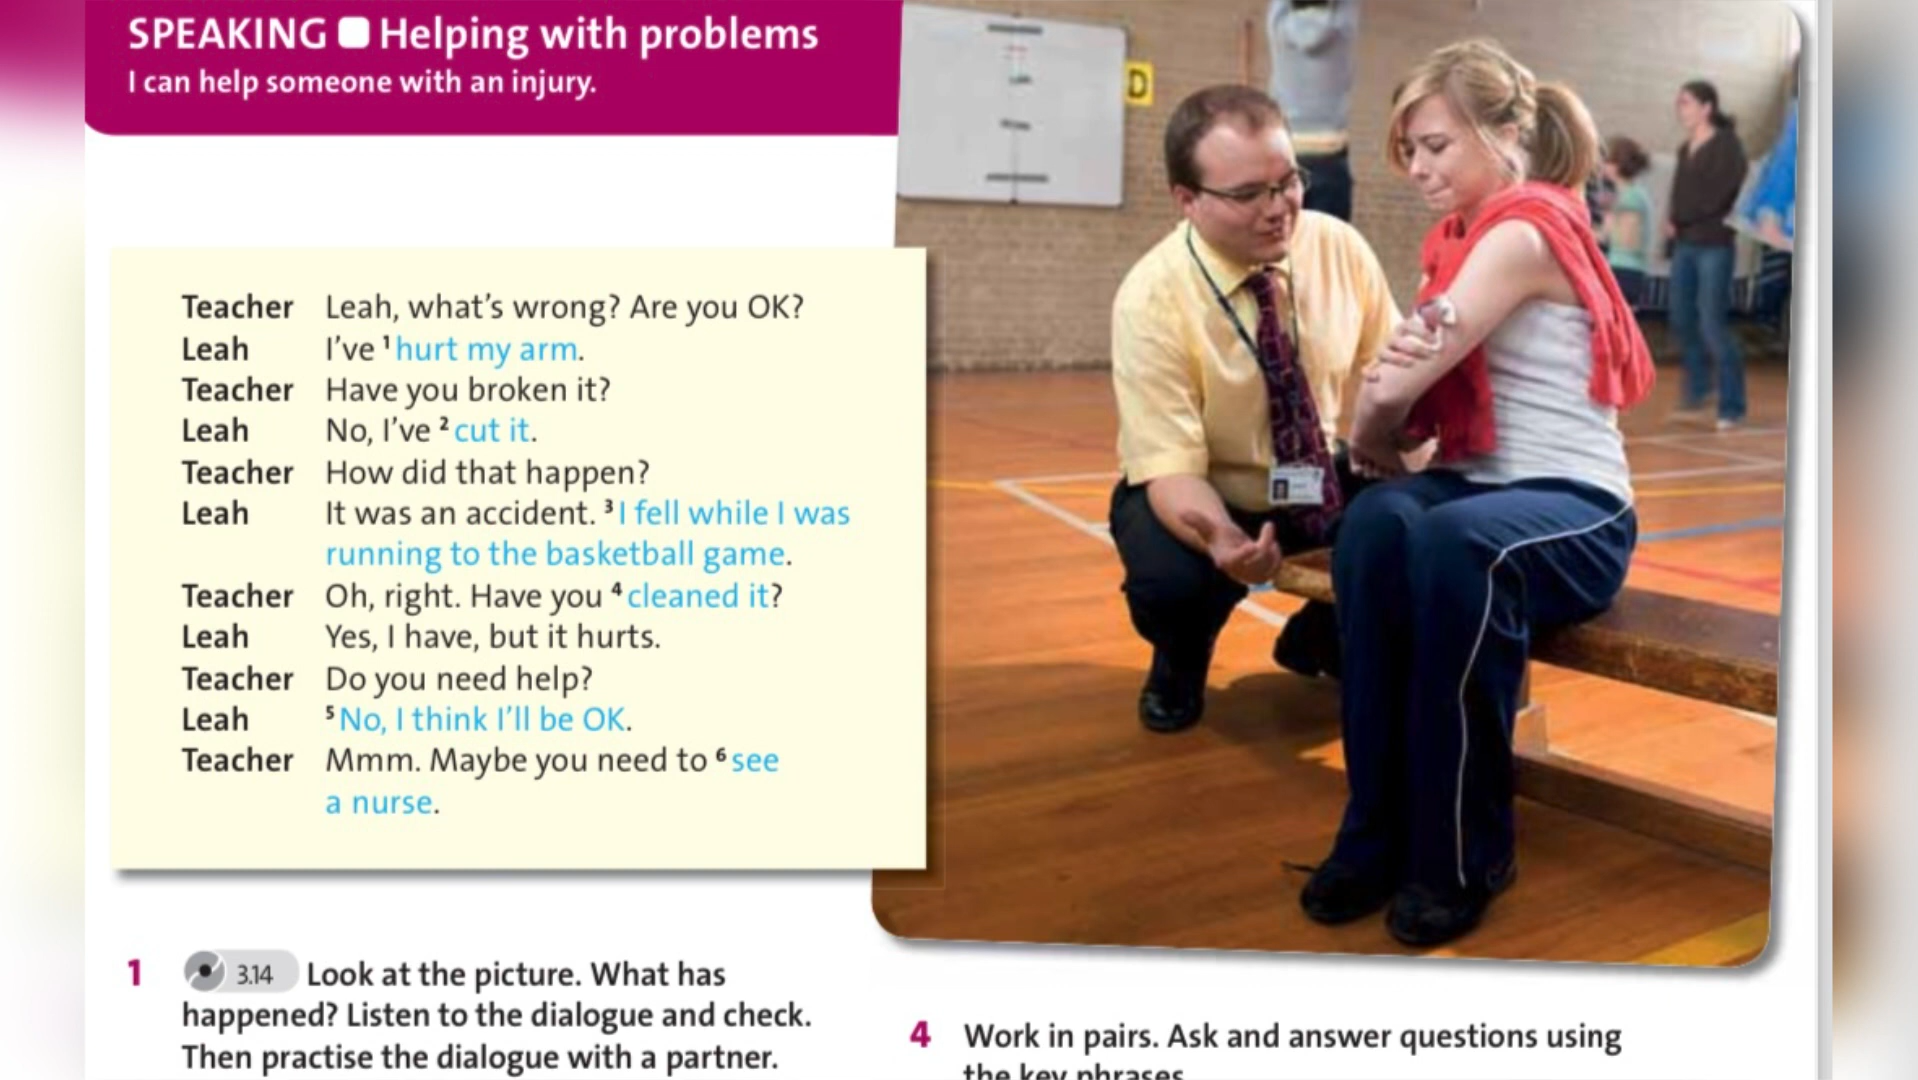 SPEAKING Helping with problems
I can help someone with an injury.
D
Teacher Leah, what's wrong? Are you OK?
Leah I've ¹ hurt my arm.
Teacher Have you broken it?
Leah No, I've ² cut it.
Teacher How did that happen?
Leah It was an accident. ³ I fell while I was
running to the basketball game.
Teacher Oh, right. Have you ⁴ cleaned it?
Leah Yes, I have, but it hurts.
Teacher Do you need help?
Leah ⁵ No, I think I'll be OK.
Teacher Mmm. Maybe you need to ⁶ see
a nurse.
1 3.14 Look at the picture. What has
happened? Listen to the dialogue and check.
Then practise the dialogue with a partner.
4 Work in pairs. Ask and answer questions using
the key phrases